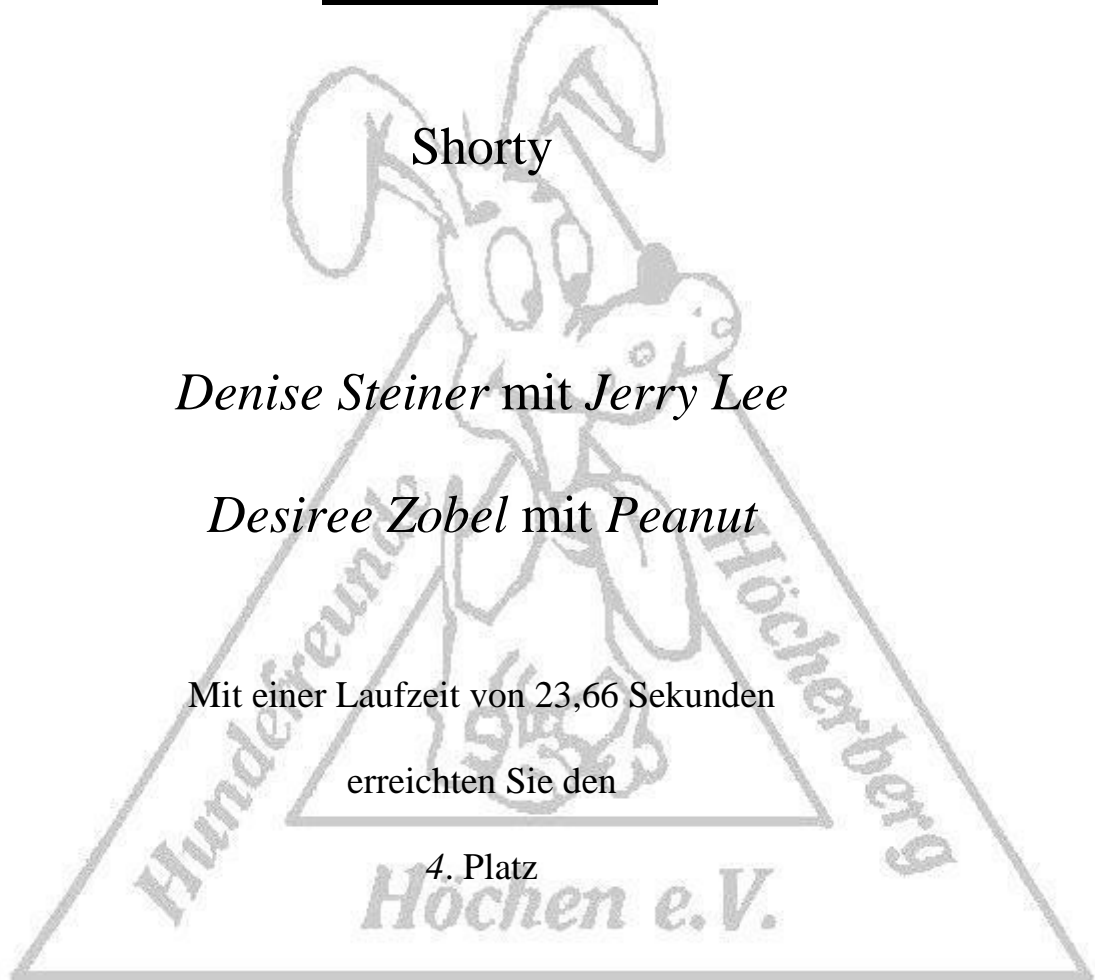 Shorty
Denise Steiner mit Jerry Lee
Desiree Zobel mit Peanut
Mit einer Laufzeit von 23,66 Sekunden
erreichten Sie den
4. Platz
Hundefreunde
Höcherberg
Höchen e.V.